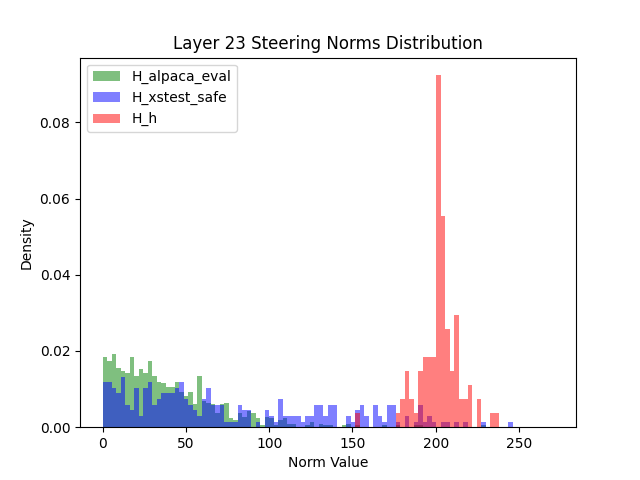 Layer 23 Steering Norms Distribution
H_alpaca_eval
H_xstest_safe
H_h
Density
0.08
0.06
0.04
0.02
0.00
0 50 100 150 200 250
Norm Value